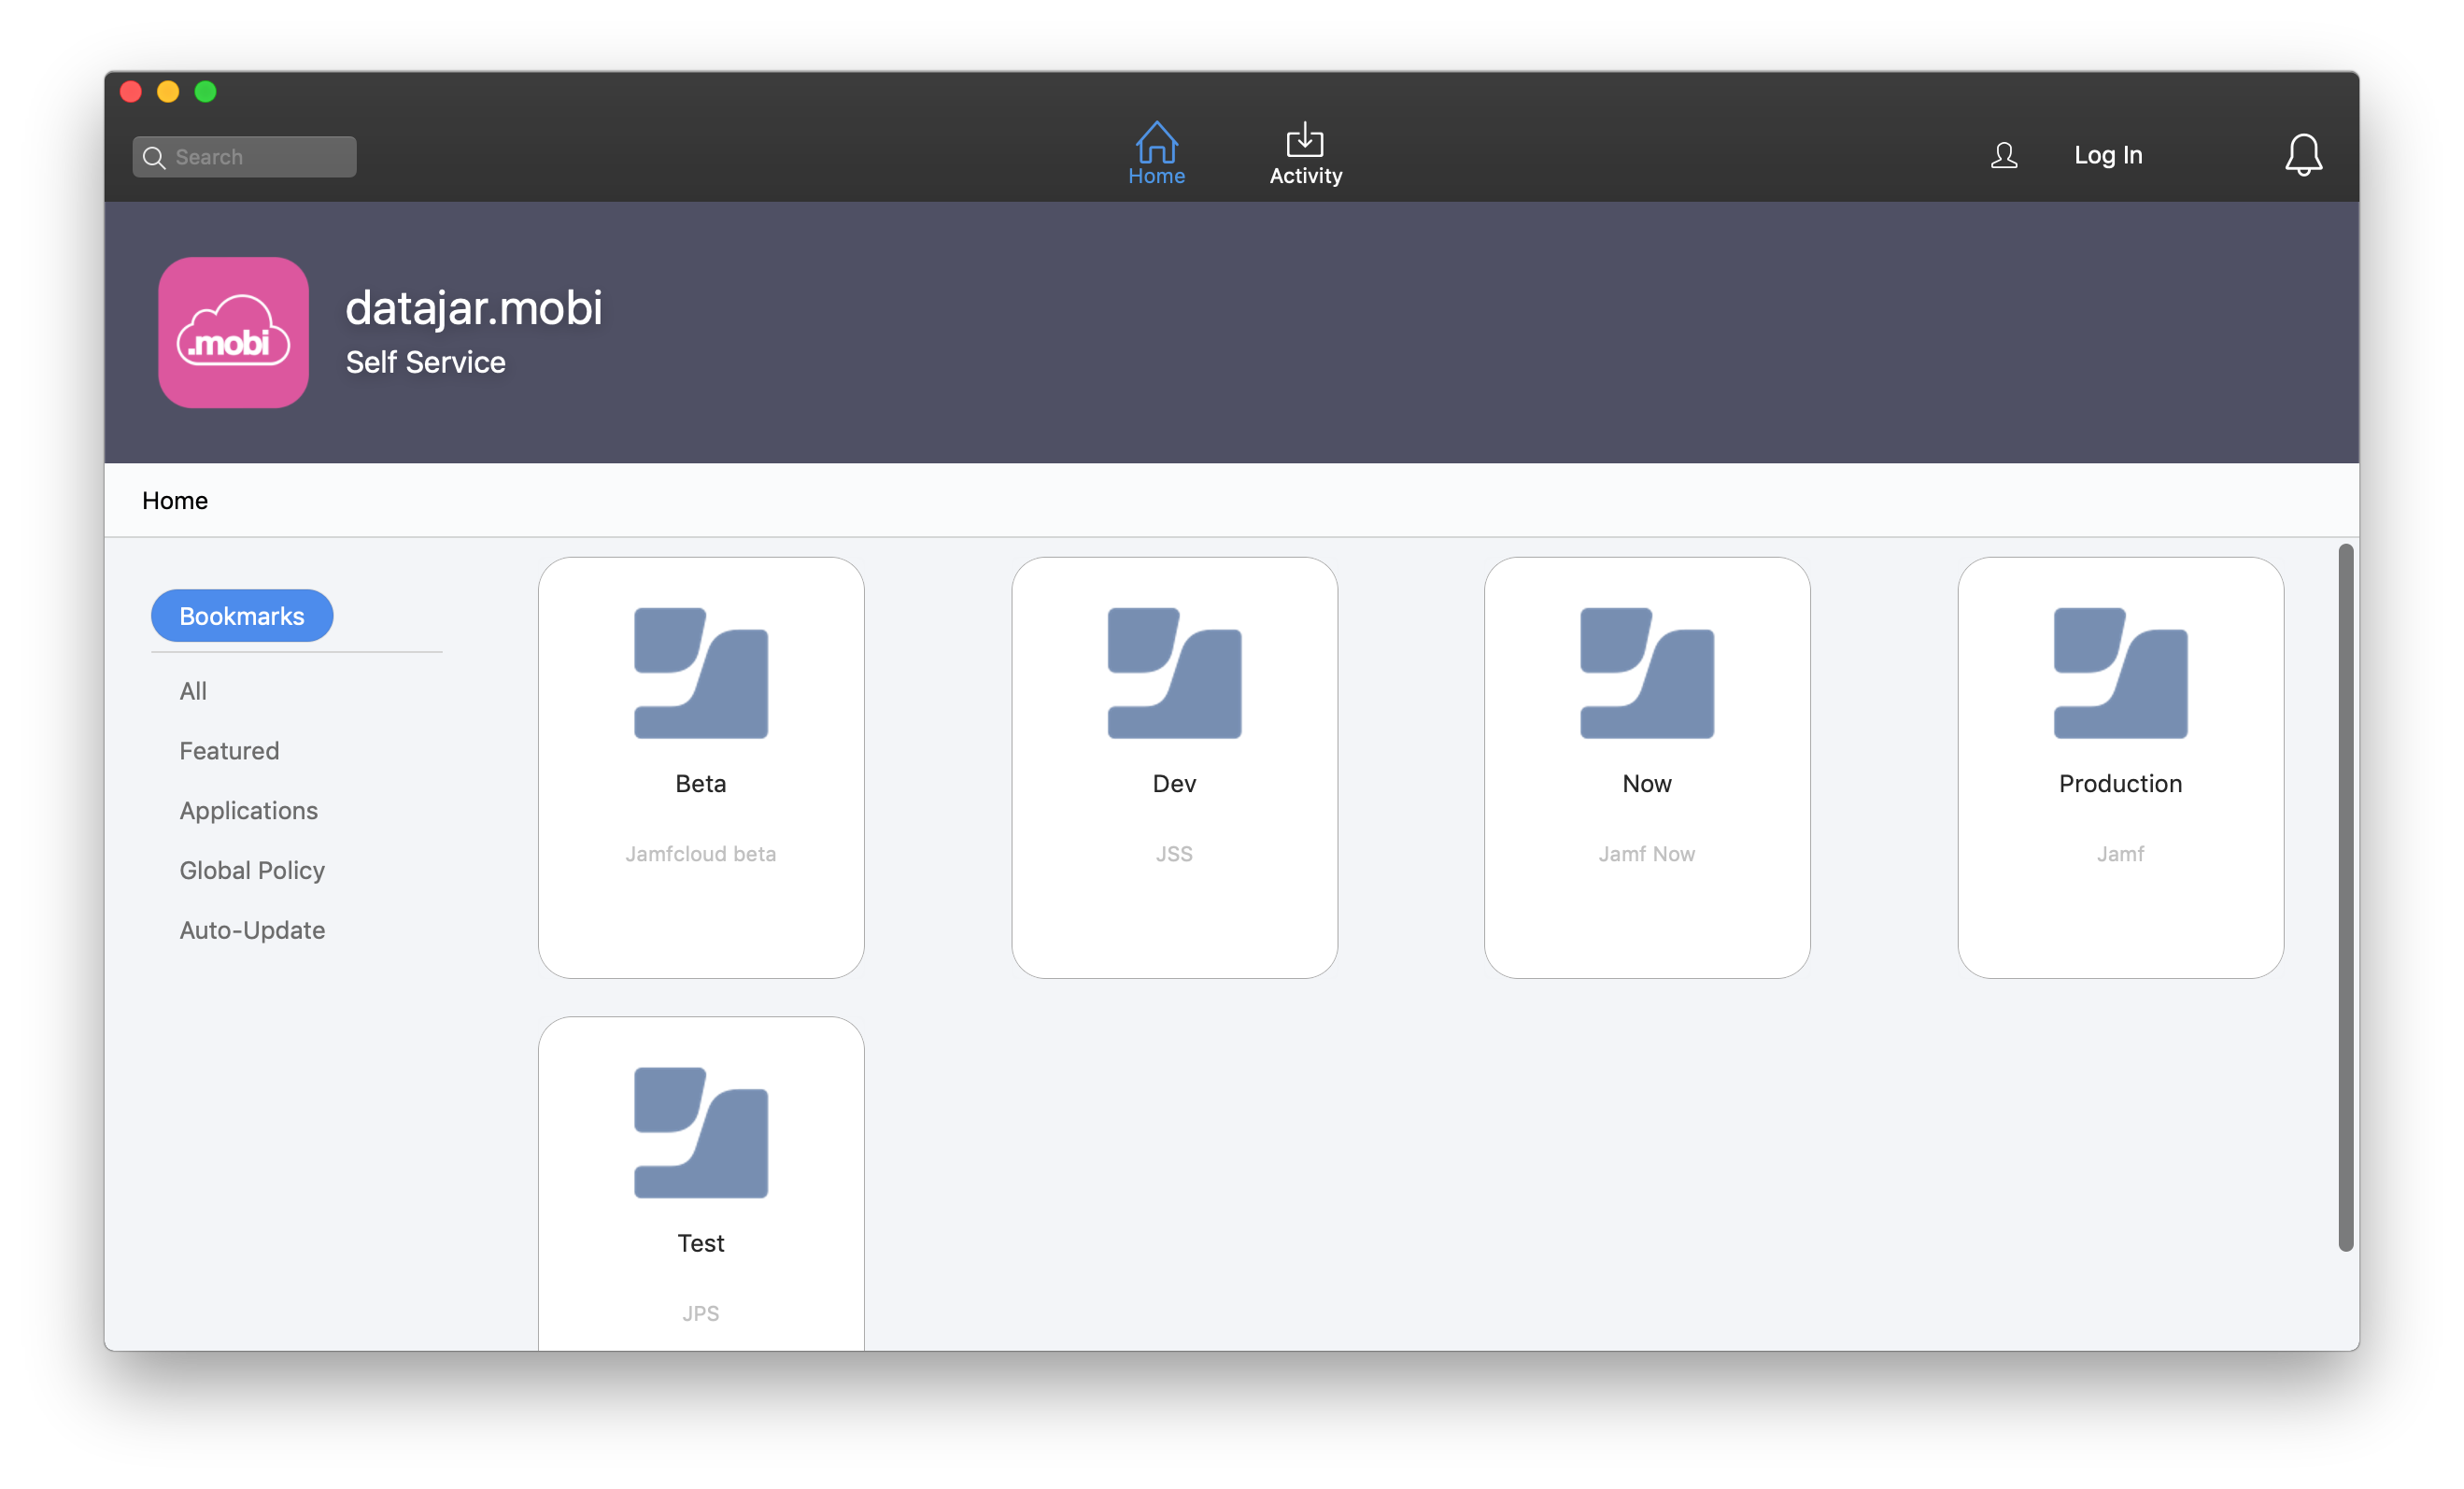 Search
Home
Activity
Log In
.mobi
datajar.mobi
Self Service
Home
Bookmarks
All
Featured
Applications
Global Policy
Auto-Update
Beta
Jamfcloud beta
Dev
JSS
Now
Jamf Now
Production
Jamf
Test
JPS